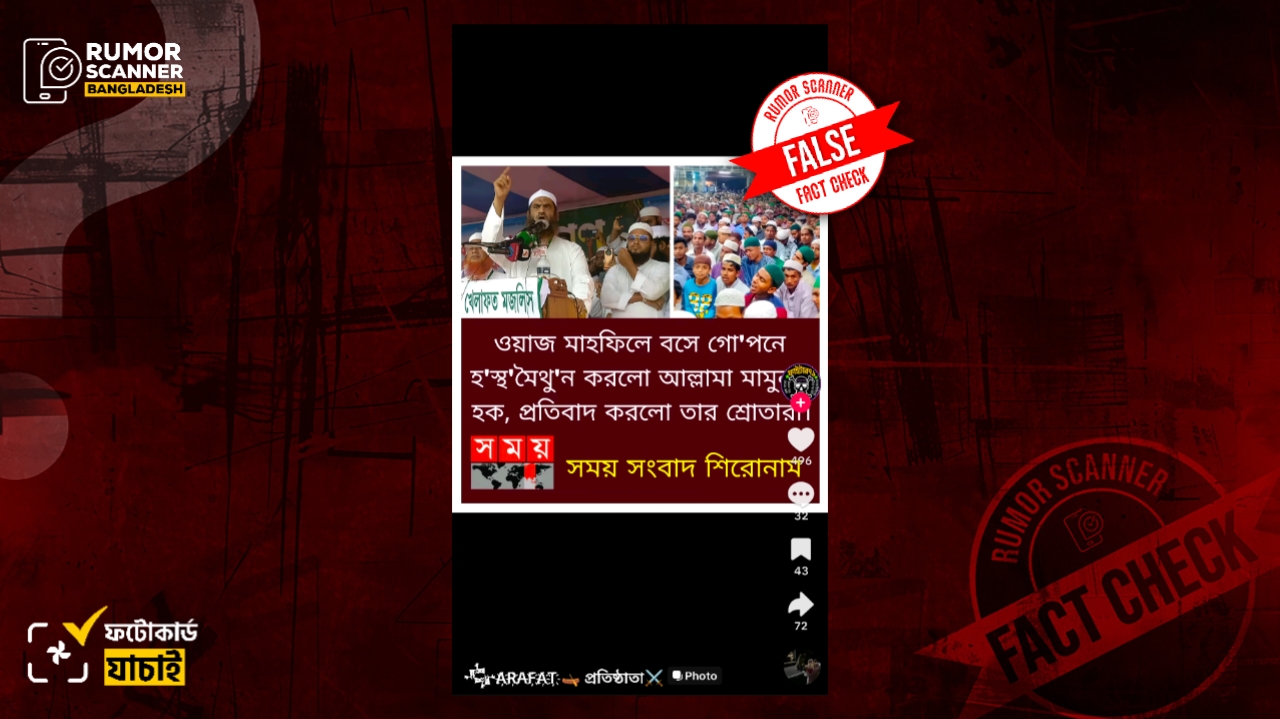 RUMOR
SCANNER
BANGLADESH
RUMOR SCANNER
FALSE
FACT CHECK
খেলাফত মজলিস
ওয়াজ মাহফিলে বসে গো'পনে
হ'স্থ'মৈথু'ন করলো আল্লামা মামু
হক, প্রতিবাদ করলো তার শ্রোতারা
সময়
সময় সংবাদ শিরোনাম
496
32
43
72
ARAFAT প্রতিষ্ঠাতা
Photo
ফটোকার্ড
যাচাই
RUMOR SCANNER
FACT CHECK